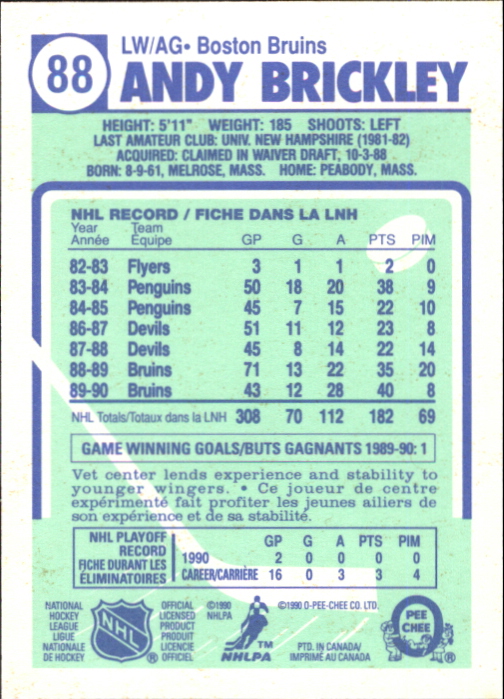 88
LW/AG• Boston Bruins
ANDY BRICKLEY
HEIGHT: 5'11" WEIGHT: 185 SHOOTS: LEFT
LAST AMATEUR CLUB: UNIV. NEW HAMPSHIRE (1981-82)
ACQUIRED: CLAIMED IN WAIVER DRAFT, 10-3-88
BORN: 8-9-61, MELROSE, MASS. HOME: PEABODY, MASS.
NHL RECORD / FICHE DANS LA LNH
Year Team
Année Équipe GP G A PTS PIM
82-83 Flyers 3 1 1 2 0
83-84 Penguins 50 18 20 38 9
84-85 Penguins 45 7 15 22 10
86-87 Devils 51 11 12 23 8
87-88 Devils 45 8 14 22 14
88-89 Bruins 71 13 22 35 20
89-90 Bruins 43 12 28 40 8
NHL Totals/Totaux dans la LNH 308 70 112 182 69
GAME WINNING GOALS/BUTS GAGNANTS 1989-90: 1
Vet center lends experience and stability to
younger wingers. • Ce joueur de centre
expérimenté fait profiter les jeunes ailiers de
son expérience et de sa stabilité.
NHL PLAYOFF
RECORD
FICHE DURANT LES
ÉLIMINATOIRES
GP G A PTS PIM
1990 2 0 0 0 0
CAREER/CARRIÈRE 16 0 3 3 4
NATIONAL
HOCKEY
LEAGUE
LIGUE
NATIONALE
DE HOCKEY
NHL
®
OFFICIAL
LICENSED
PRODUCT
PRODUIT
LICENCIÉ
OFFICIEL
©1990
NHLPA
TM
NHLPA
©1990 O-PEE-CHEE CO. LTD.
PTD. IN CANADA/
IMPRIMÉ AU CANADA
PEE
CHEE
®